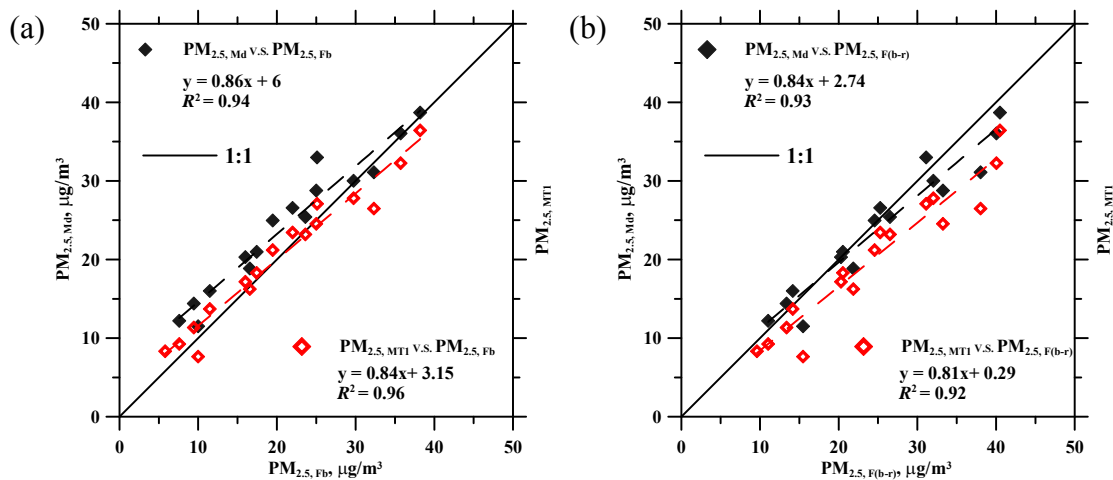 (a)
50
40
30
20
10
0
PM2.5, Md, μg/m³
PM2.5, Md V.S. PM2.5, Fb
y = 0.86x + 6
R² = 0.94
1:1
PM2.5, MT1 V.S. PM2.5, Fb
y = 0.84x+ 3.15
R² = 0.96
0 10 20 30 40 50
PM2.5, Fb, μg/m³
PM2.5, MT1
(b)
50
40
30
20
10
0
PM2.5, Md, μg/m³
PM2.5, Md V.S. PM2.5, F(b-r)
y = 0.84x + 2.74
R² = 0.93
1:1
PM2.5, MT1 V.S. PM2.5, F(b-r)
y = 0.81x + 0.29
R² = 0.92
0 10 20 30 40 50
PM2.5, F(b-r), μg/m³
PM2.5, MT1